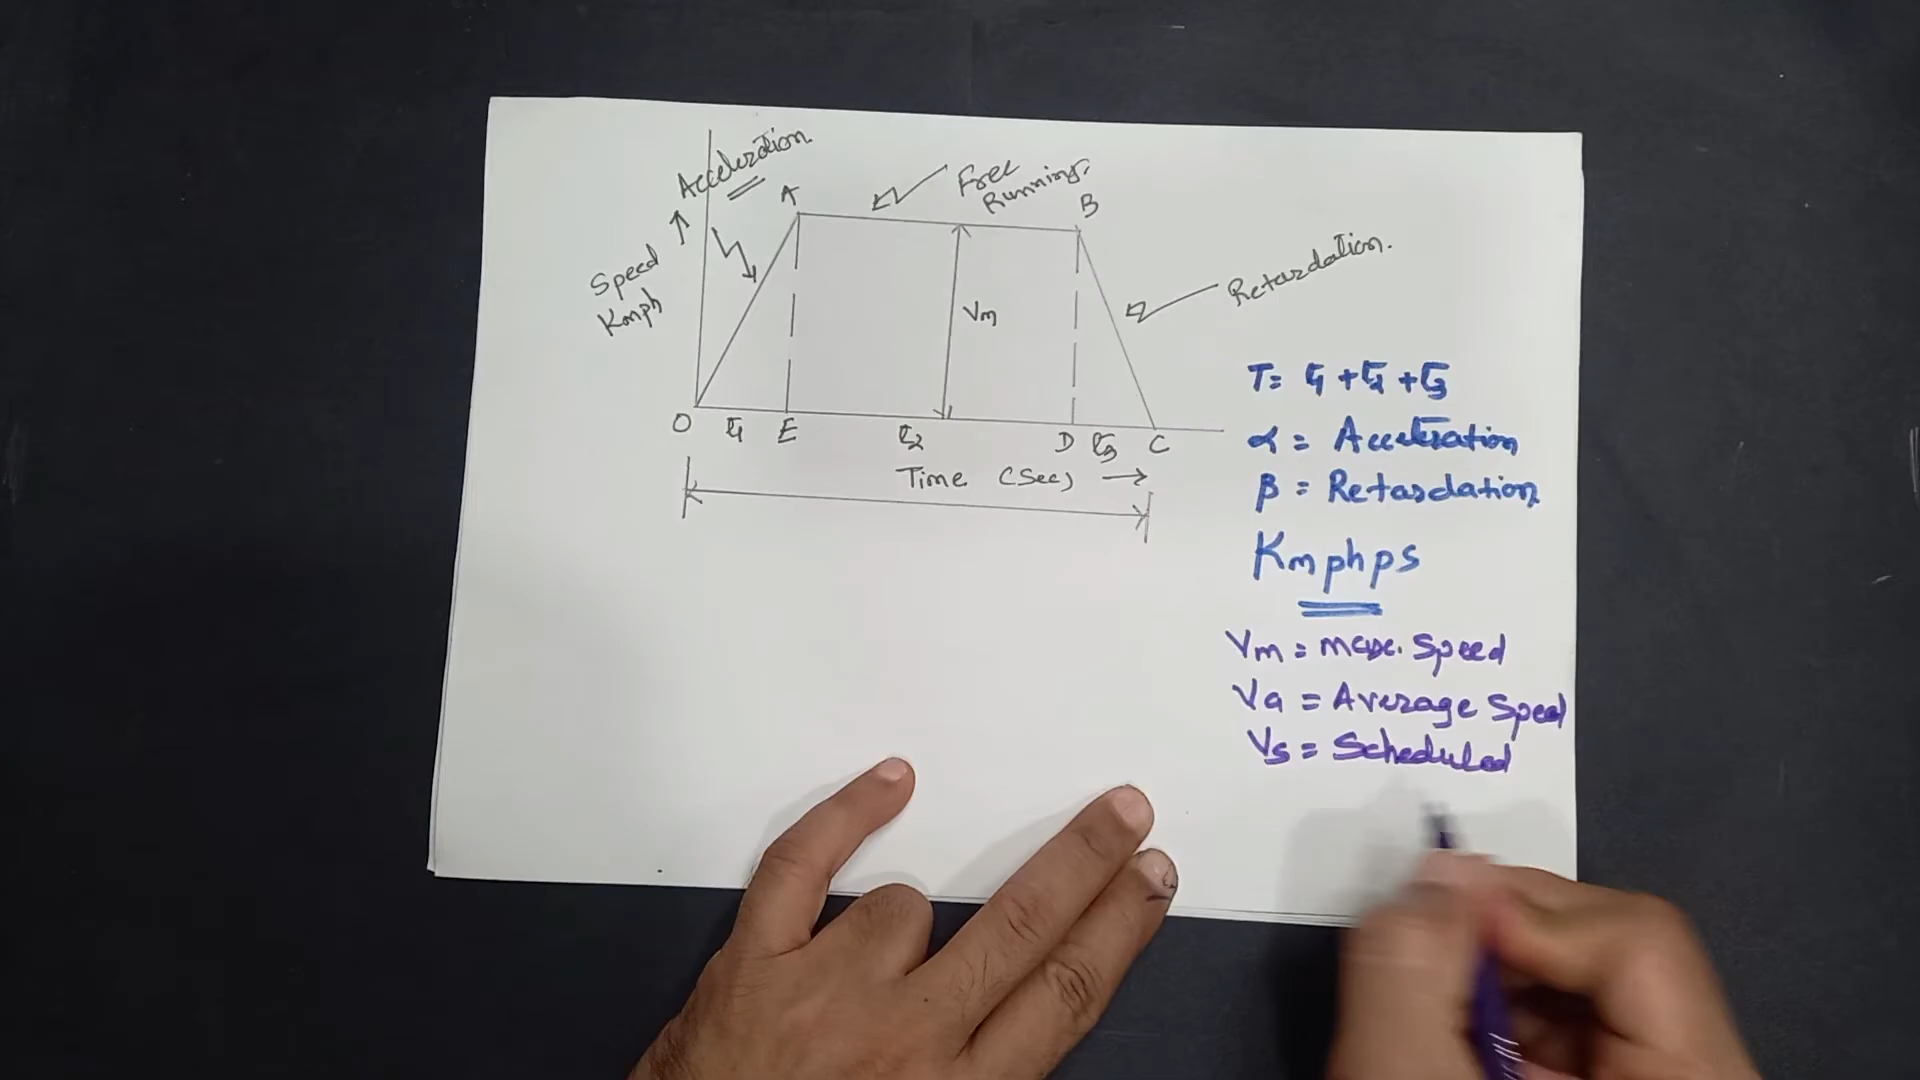 Acceleration.
Speed
Kmph
A
Free
Running.
B
Retardation.
Vm
O t1 E t2 D t3 C
Time (Sec)
T= t1 + t2 + t3
α = Acceleration
β = Retardation
Kmphps
Vm = max. Speed
Va = Average Speed
Vs = Scheduled